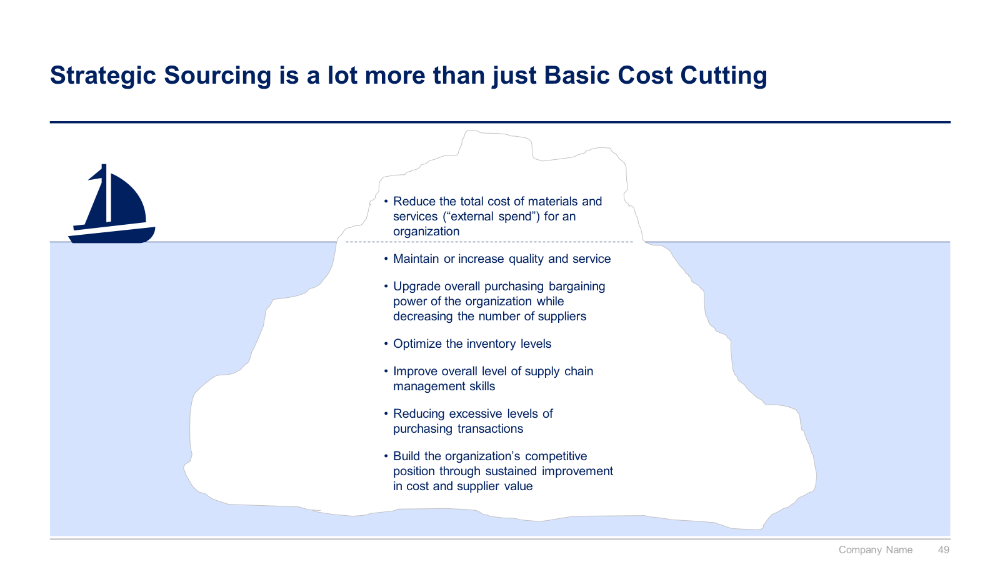 Strategic Sourcing is a lot more than just Basic Cost Cutting
• Reduce the total cost of materials and
services (“external spend”) for an
organization
• Maintain or increase quality and service
• Upgrade overall purchasing bargaining
power of the organization while
decreasing the number of suppliers
• Optimize the inventory levels
• Improve overall level of supply chain
management skills
• Reducing excessive levels of
purchasing transactions
• Build the organization’s competitive
position through sustained improvement
in cost and supplier value
Company Name 49